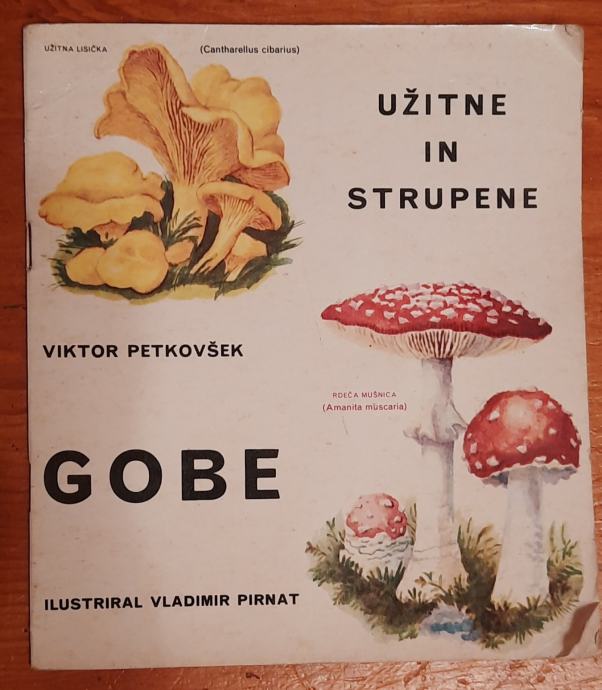 UŽITNA LISIČKA
(Cantharellus cibarius)
UŽITNE
IN
STRUPENE
VIKTOR PETKOVŠEK
RDEČA MUŠNICA
(Amanita muscaria)
GOBE
ILUSTRIRAL VLADIMIR PIRNAT